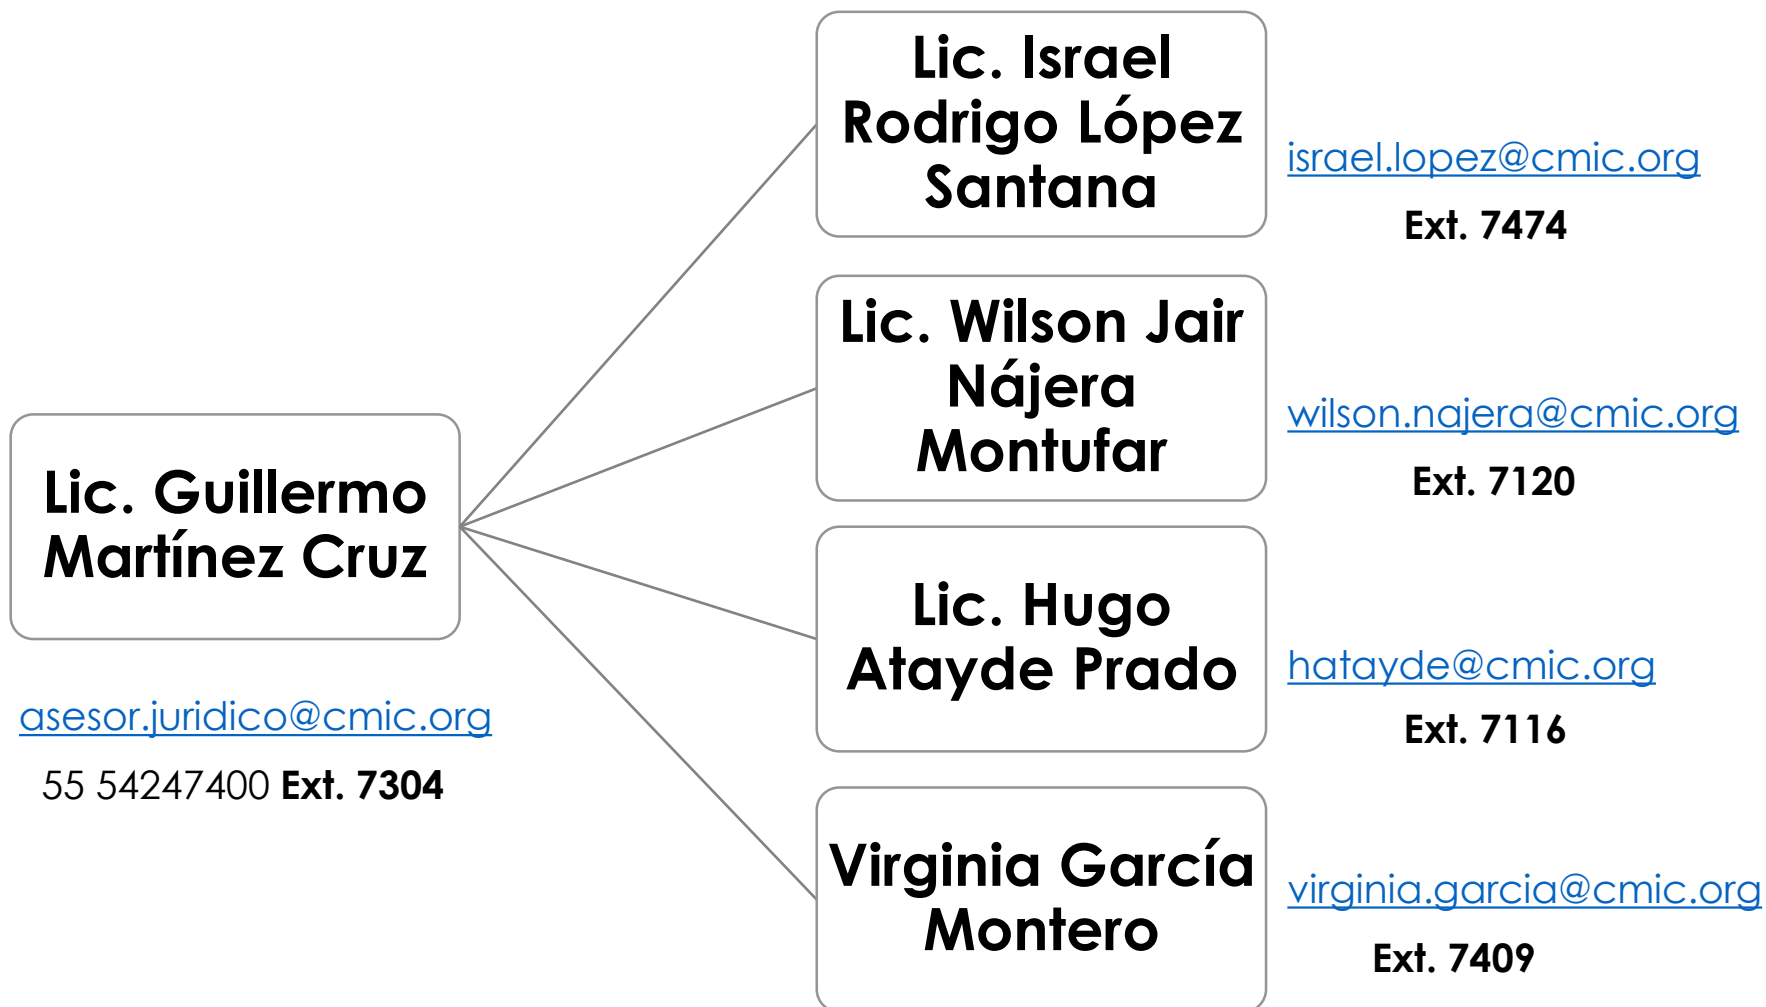 Lic. Guillermo
Martínez Cruz
asesor.juridico@cmic.org
55 54247400 Ext. 7304
Lic. Israel
Rodrigo López
Santana
israel.lopez@cmic.org
Ext. 7474
Lic. Wilson Jair
Nájera
Montufar
wilson.najera@cmic.org
Ext. 7120
Lic. Hugo
Atayde Prado
hatayde@cmic.org
Ext. 7116
Virginia García
Montero
virginia.garcia@cmic.org
Ext. 7409